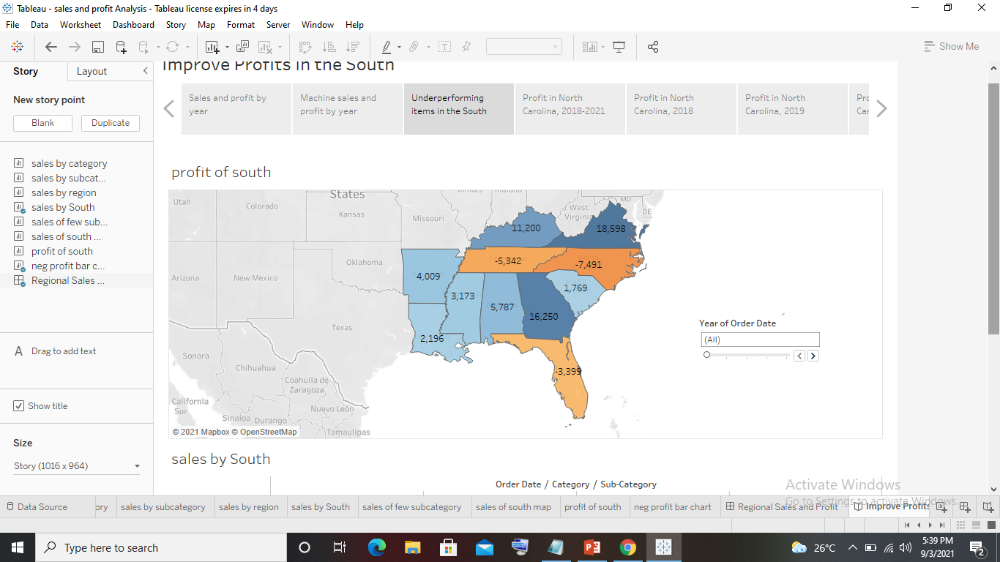 Tableau - sales and profit Analysis - Tableau license expires in 4 days
File Data Worksheet Dashboard Story Map Format Server Window Help
Show Me
Story Layout
New story point
Blank Duplicate
sales by category
sales by subcat...
sales by region
sales by South
sales of few sub...
sales of south ...
profit of south
neg profit bar c...
Regional Sales ...
A Drag to add text
Show title
Size
Story (1016 x 964)
Improve Profits in the South
Sales and profit by
year
Machine sales and
profit by year
Underperforming
items in the South
Profit in North
Carolina, 2018-2021
Profit in North
Carolina, 2018
Profit in North
Carolina, 2019
Prc
Car
profit of south
States
Utah
Colorado
Kansas
Missouri
Illinois
Indiana
West
Virginia
MD
DE
11,200
18,598
Oklahoma
-5,342
-7,491
Arizona
New Mexico
4,009
3,173
5,787
16,250
1,769
Texas
2,196
-3,399
Sonora
Chihuahua
Coahuila de
Zaragoza
California
Sur
Sinaloa
Durango
Nuevo León
Tamaulipas
© 2021 Mapbox © OpenStreetMap
Year of Order Date
(All)
sales by South
Order Date / Category / Sub-Category
Activate Windows
Go to Settings to activate Windows.
Data Source
ory
sales by subcategory
sales by region
sales by South
sales of few subcategory
sales of south map
profit of south
neg profit bar chart
Regional Sales and Profit
Improve Profits
Type here to search
26°C
5:39 PM
9/3/2021
2